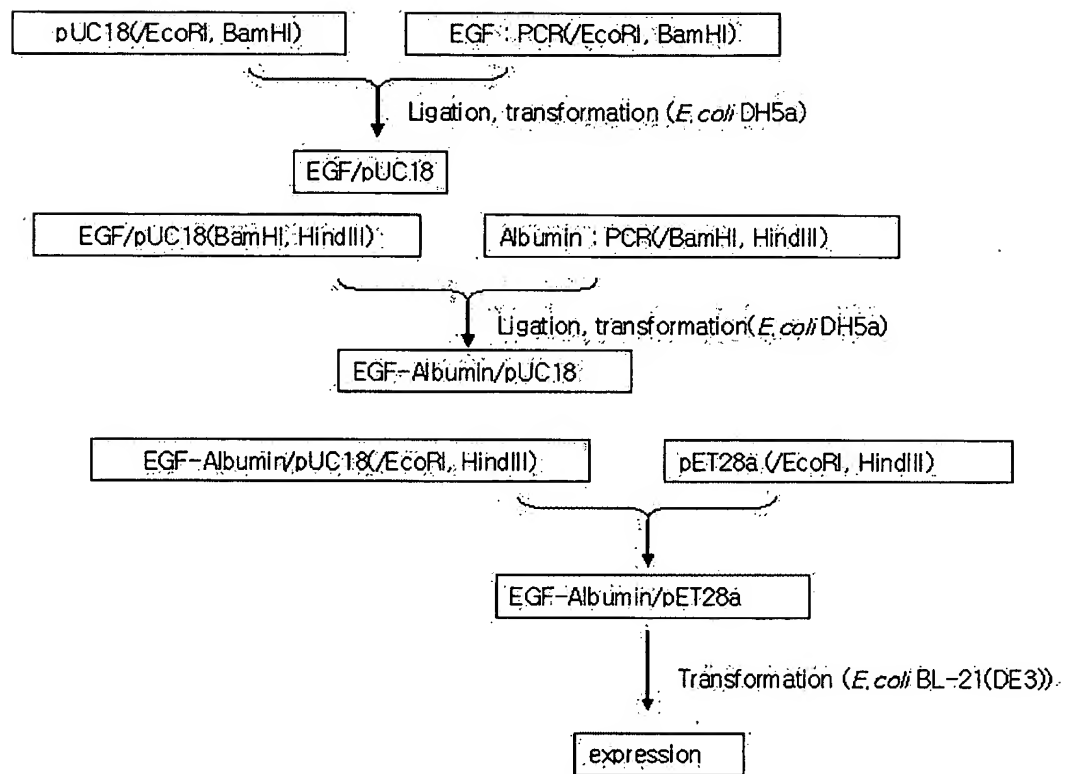 pUC18(/EcoRI, BamHI)
EGF : PCR(/EcoRI, BamHI)
Ligation, transformation (E.coli DH5a)
EGF/pUC18
EGF/pUC18(BamHI, HindIII)
Albumin : PCR(/BamHI, HindIII)
Ligation, transformation(E.coli DH5a)
EGF-Albumin/pUC18
EGF-Albumin/pUC18(/EcoRI, HindIII)
pET28a (/EcoRI, HindIII)
EGF-Albumin/pET28a
Transformation (E.coli BL-21(DE3))
expression